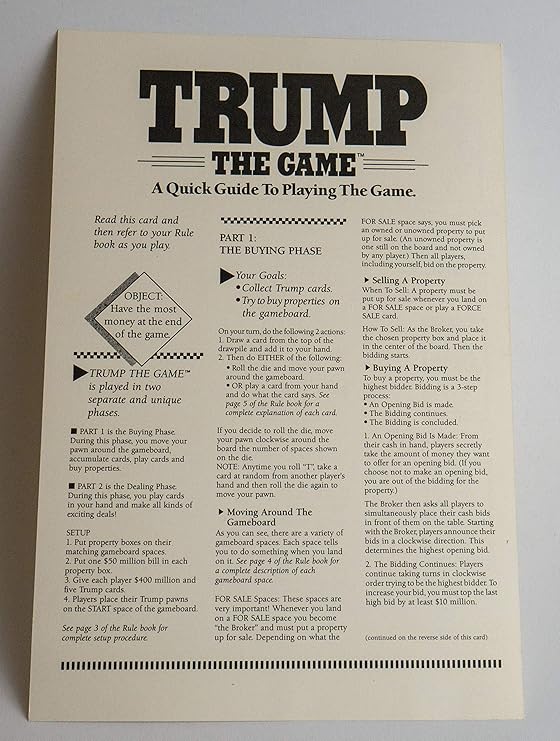 TRUMP
THE GAME™
A Quick Guide To Playing The Game.
Read this card and
then refer to your Rule
book as you play.
OBJECT:
Have the most
money at the end
of the game.
TRUMP THE GAME™
is played in two
separate and unique
phases.
■ PART 1 is the Buying Phase.
During this phase, you move your
pawn around the gameboard,
accumulate cards, play cards and
buy properties.
■ PART 2 is the Dealing Phase.
During this phase, you play cards
in your hand and make all kinds of
exciting deals!
SETUP
1. Put property boxes on their
matching gameboard spaces.
2. Put one $50 million bill in each
property box.
3. Give each player $400 million and
five Trump cards.
4. Players place their Trump pawns
on the START space of the gameboard.
See page 3 of the Rule book for
complete setup procedure.
PART 1:
THE BUYING PHASE
Your Goals:
• Collect Trump cards.
• Try to buy properties on
the gameboard.
On your turn, do the following 2 actions:
1. Draw a card from the top of the
drawpile and add it to your hand.
2. Then do EITHER of the following:
• Roll the die and move your pawn
around the gameboard.
• OR play a card from your hand
and do what the card says. See
page 5 of the Rule book for a
complete explanation of each card.
If you decide to roll the die, move
your pawn clockwise around the
board the number of spaces shown
on the die.
NOTE: Anytime you roll "T", take a
card at random from another player's
hand and then roll the die again to
move your pawn.
▶ Moving Around The
Gameboard
As you can see, there are a variety of
gameboard spaces. Each space tells
you to do something when you land
on it. See page 4 of the Rule book for
a complete description of each
gameboard space.
FOR SALE Spaces: These spaces are
very important! Whenever you land
on a FOR SALE space you become
"the Broker" and must put a property
up for sale. Depending on what the
FOR SALE space says, you must pick
an owned or unowned property to put
up for sale. (An unowned property is
one still on the board and not owned
by any player.) Then all players,
including yourself, bid on the property.
▶ Selling A Property
When To Sell: A property must be
put up for sale whenever you land on
a FOR SALE space or play a FORCE
SALE card.
How To Sell: As the Broker, you take
the chosen property box and place it
in the center of the board. Then the
bidding starts.
▶ Buying A Property
To buy a property, you must be the
highest bidder. Bidding is a 3-step
process:
• An Opening Bid is Made.
• The Bidding continues.
• The Bidding is concluded.
1. An Opening Bid Is Made: From
their cash in hand, players secretly
take the amount of money they want
to offer for an opening bid. (If you
choose not to make an opening bid,
you are out of the bidding for the
property.)
The Broker then asks all players to
simultaneously place their cash bids
in front of them on the table. Starting
with the Broker, players announce their
bids in a clockwise direction. This
determines the highest opening bid.
2. The Bidding Continues: Players
continue taking turns in clockwise
order trying to be the highest bidder. To
increase your bid, you must top the last
high bid by at least $10 million.
(continued on the reverse side of this card)